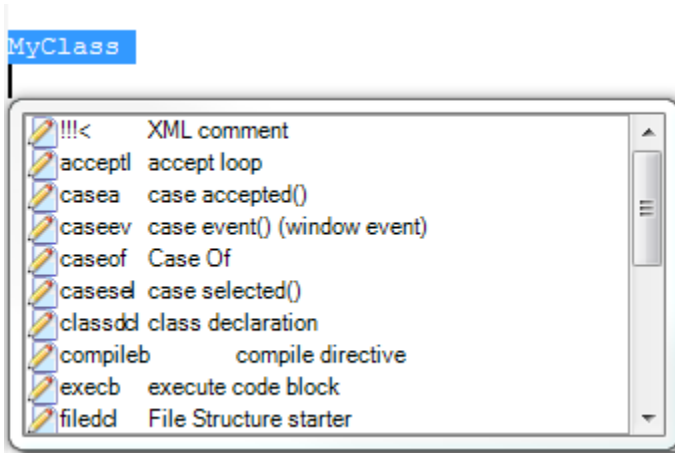 MyClass
!!!< XML comment
acceptl accept loop
casea case accepted()
caseev case event() (window event)
caseof Case Of
casesel case selected()
classdcl class declaration
compileb compile directive
execb execute code block
filedcl File Structure starter